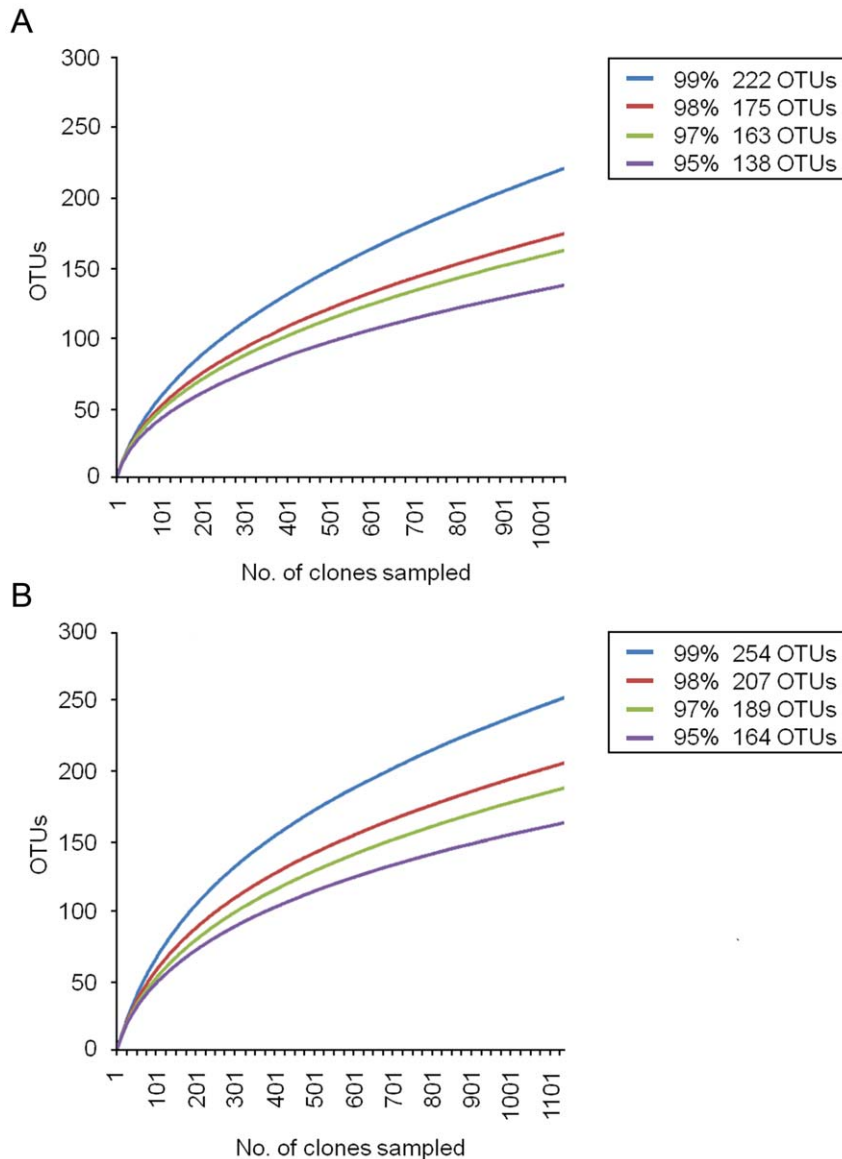 A
300
250
200
150
100
50
0
OTUs
1
101
201
301
401
501
601
701
801
901
1001
No. of clones sampled
99% 222 OTUs
98% 175 OTUs
97% 163 OTUs
95% 138 OTUs
B
300
250
200
150
100
50
0
OTUs
1
101
201
301
401
501
601
701
801
901
1001
1101
No. of clones sampled
99% 254 OTUs
98% 207 OTUs
97% 189 OTUs
95% 164 OTUs